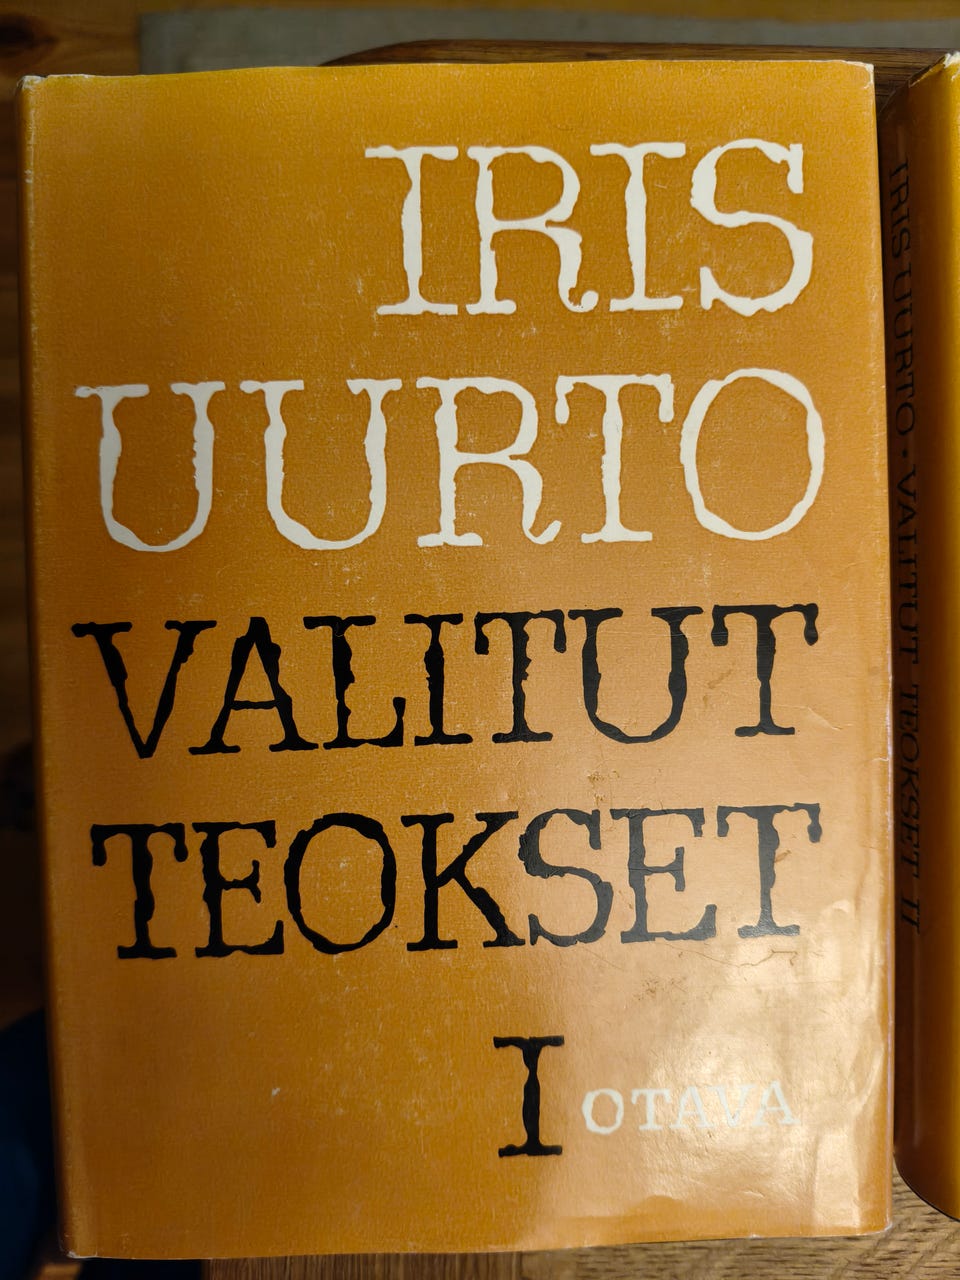 IRIS
UURTO
VALITUT
TEOKSET
I OTAVA
IRIS UURTO · VALITUT TEOKSET II